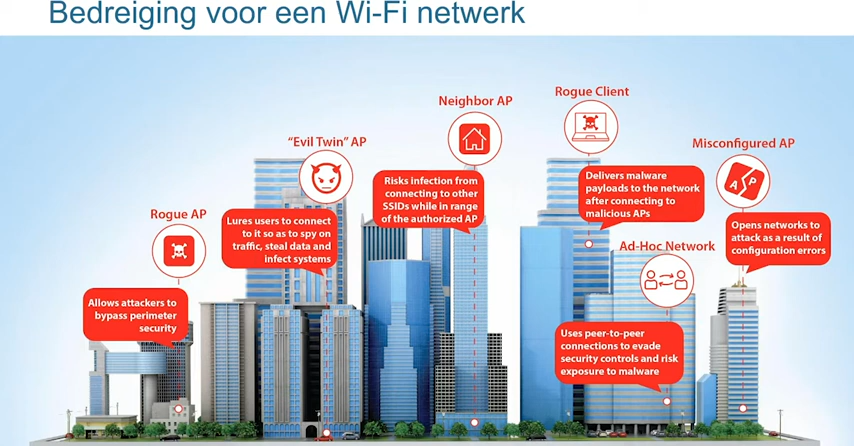 Bedreiging voor een Wi-Fi netwerk
Rogue AP
Allows attackers to
bypass perimeter
security
"Evil Twin" AP
Lures users to connect
to it so as to spy on
traffic, steal data and
infect systems
Neighbor AP
Risks infection from
connecting to other
SSIDs while in range
of the authorized AP
Rogue Client
Delivers malware
payloads to the network
after connecting to
malicious APs
Ad-Hoc Network
Uses peer-to-peer
connections to evade
security controls and risk
exposure to malware
Misconfigured AP
A P
Opens networks to
attack as a result of
configuration errors